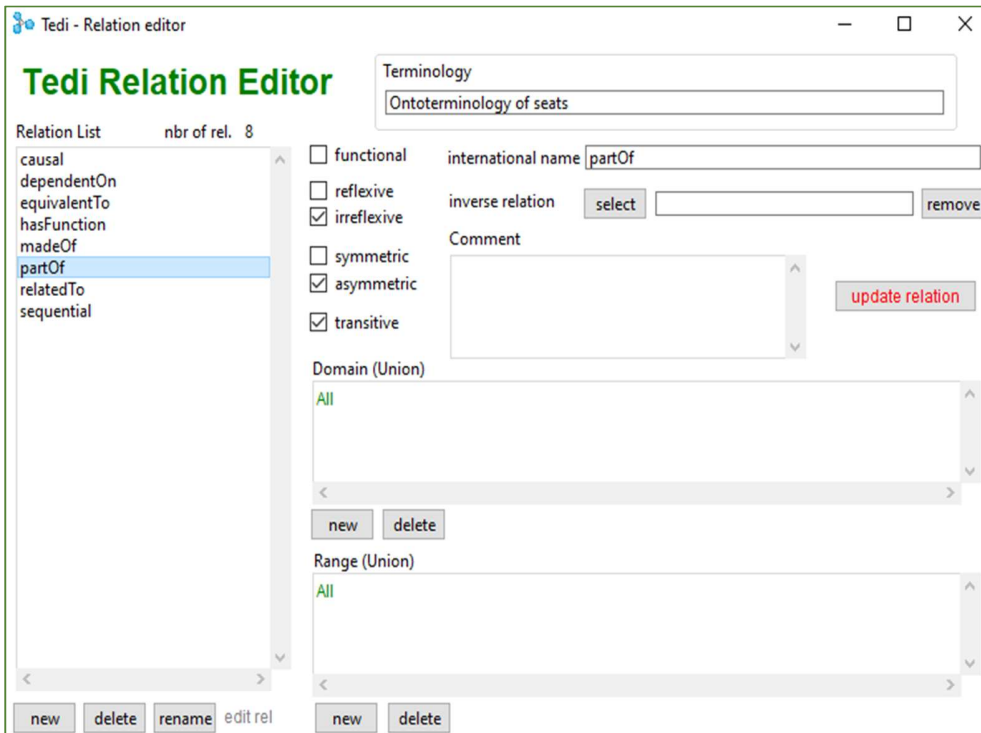 Tedi - Relation editor
Tedi Relation Editor
Terminology
Ontoterminology of seats
Relation List nbr of rel. 8
causal
dependentOn
equivalentTo
hasFunction
madeOf
partOf
relatedTo
sequential
new delete rename edit rel
functional
reflexive
irreflexive
symmetric
asymmetric
transitive
international name partOf
inverse relation select remove
Comment
update relation
Domain (Union)
All
new delete
Range (Union)
All
new delete